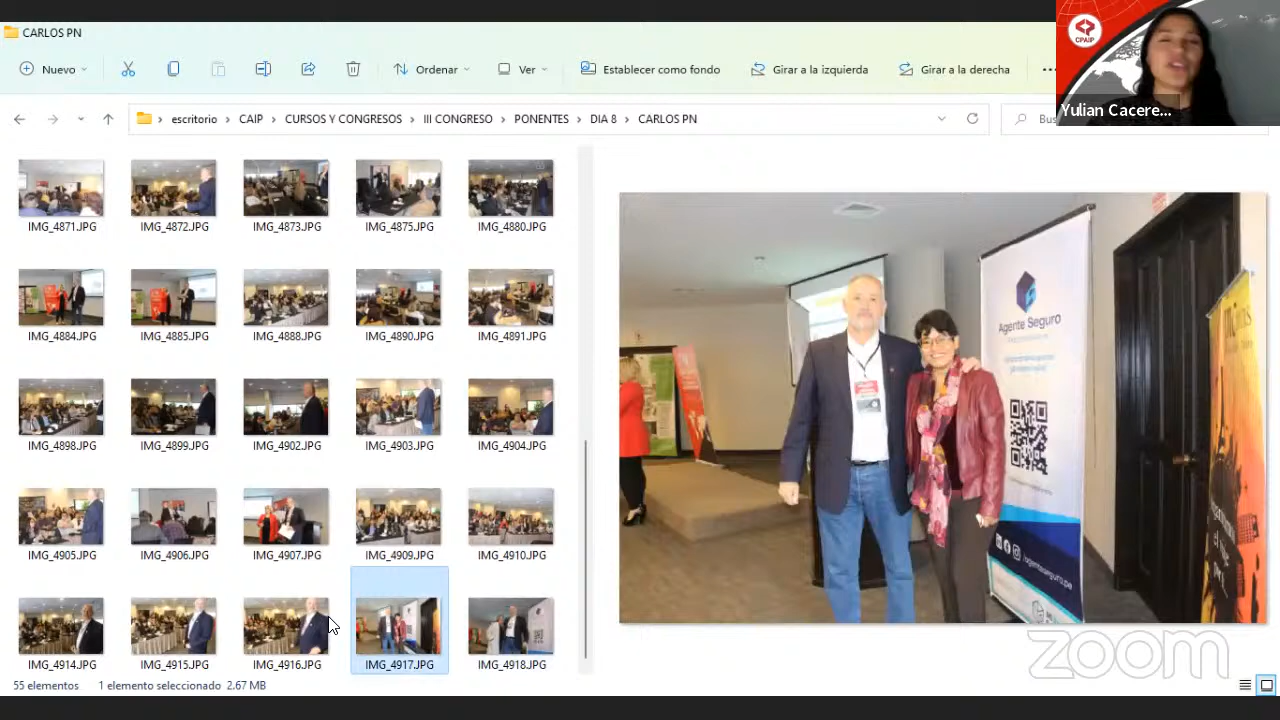 CARLOS PN
Nuevo
Ordenar
Ver
Establecer como fondo
Girar a la izquierda
Girar a la derecha
CPAIP
Yulian Cacere...
escritorio > CAIP > CURSOS Y CONGRESOS > III CONGRESO > PONENTES > DIA 8 > CARLOS PN
Bus
IMG_4871.JPG
IMG_4872.JPG
IMG_4873.JPG
IMG_4875.JPG
IMG_4880.JPG
IMG_4884.JPG
IMG_4885.JPG
IMG_4888.JPG
IMG_4890.JPG
IMG_4891.JPG
IMG_4898.JPG
IMG_4899.JPG
IMG_4902.JPG
IMG_4903.JPG
IMG_4904.JPG
IMG_4905.JPG
IMG_4906.JPG
IMG_4907.JPG
IMG_4909.JPG
IMG_4910.JPG
IMG_4914.JPG
IMG_4915.JPG
IMG_4916.JPG
IMG_4917.JPG
IMG_4918.JPG
Agente Seguro
/agenteseguro.pe
zoom
55 elementos
1 elemento seleccionado 2.67 MB